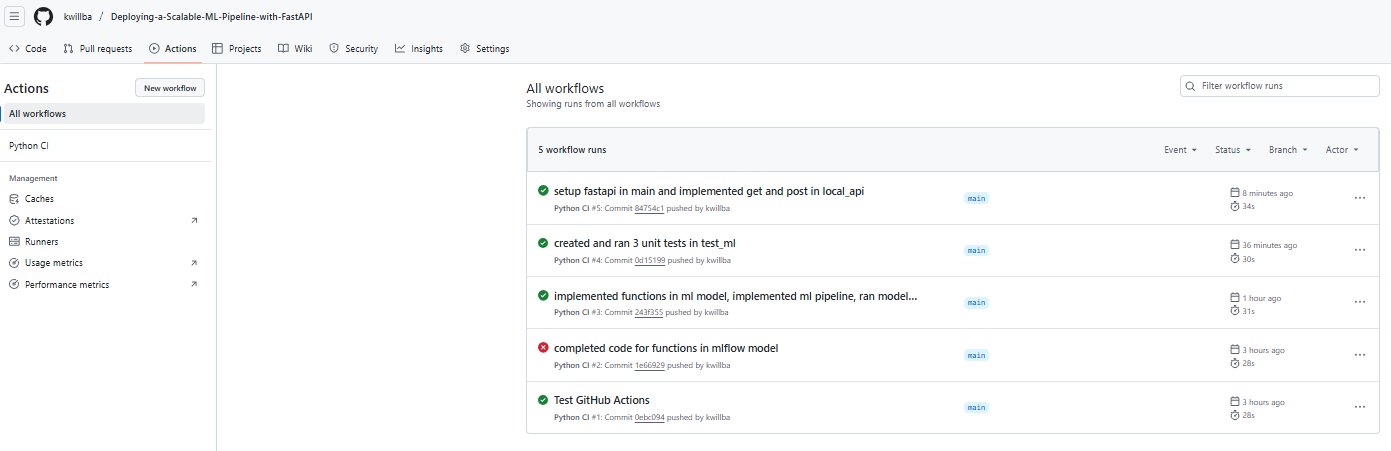 kwillba / Deploying-a-Scalable-ML-Pipeline-with-FastAPI
Code Pull requests Actions Projects Wiki Security Insights Settings
Actions
New workflow
All workflows
Python CI
Management
Caches
Attestations
Runners
Usage metrics
Performance metrics
All workflows
Showing runs from all workflows
Filter workflow runs
5 workflow runs
Event Status Branch Actor
setup fastapi in main and implemented get and post in local_api
Python CI #5: Commit 84754c1 pushed by kwillba
main
8 minutes ago
34s
created and ran 3 unit tests in test_ml
Python CI #4: Commit 0d15199 pushed by kwillba
main
36 minutes ago
30s
implemented functions in ml model, implemented ml pipeline, ran model...
Python CI #3: Commit 243f355 pushed by kwillba
main
1 hour ago
31s
completed code for functions in mlflow model
Python CI #2: Commit 1e66929 pushed by kwillba
main
3 hours ago
28s
Test GitHub Actions
Python CI #1: Commit 0ebc094 pushed by kwillba
main
3 hours ago
28s